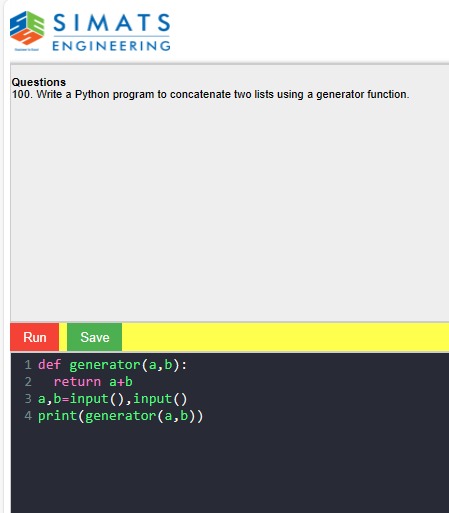 SIMATS
ENGINEERING
Questions
100. Write a Python program to concatenate two lists using a generator function.
Run Save
1 def generator(a,b):
2   return a+b
3 a,b=input(),input()
4 print(generator(a,b))